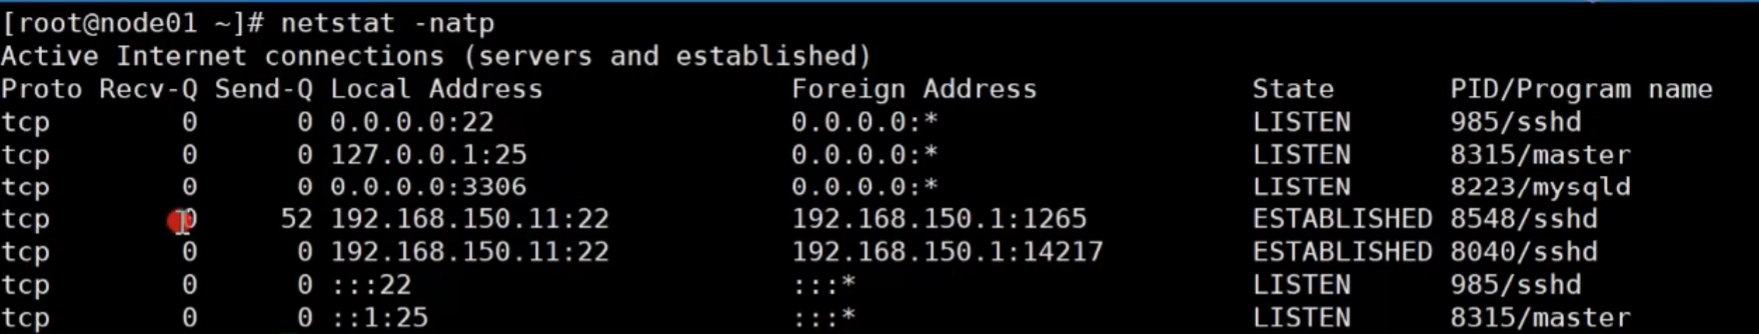 [root@node01 ~]# netstat -natp
Active Internet connections (servers and established)
Proto Recv-Q Send-Q Local Address           Foreign Address         State       PID/Program name
tcp        0      0 0.0.0.0:22              0.0.0.0:*               LISTEN      985/sshd
tcp        0      0 127.0.0.1:25            0.0.0.0:*               LISTEN      8315/master
tcp        0      0 0.0.0.0:3306            0.0.0.0:*               LISTEN      8223/mysqld
tcp        0     52 192.168.150.11:22       192.168.150.1:1265      ESTABLISHED 8548/sshd
tcp        0      0 192.168.150.11:22       192.168.150.1:14217     ESTABLISHED 8040/sshd
tcp        0      0 :::22                   :::*                    LISTEN      985/sshd
tcp        0      0 ::1:25                  :::*                    LISTEN      8315/master